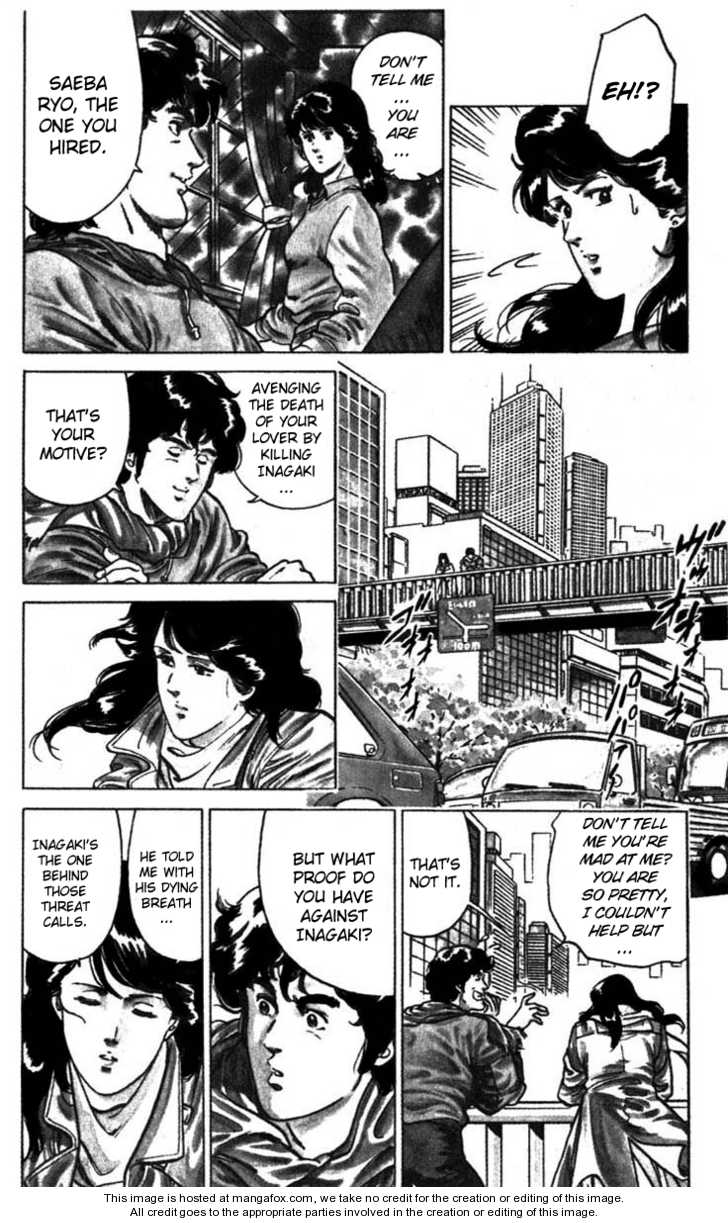 EH!?
DON'T
TELL ME
...
YOU
ARE
...
SAEBA
RYO, THE
ONE YOU
HIRED.
AVENGING
THE DEATH
OF YOUR
LOVER BY
KILLING
INAGAKI
...
THAT'S
YOUR
MOTIVE?
100m
DON'T TELL
ME YOU'RE
MAD AT ME?
YOU ARE
SO PRETTY,
I COULDN'T
HELP BUT
...
THAT'S
NOT IT.
BUT WHAT
PROOF DO
YOU HAVE
AGAINST
INAGAKI?
HE TOLD
ME WITH
HIS DYING
BREATH
...
INAGAKI'S
THE ONE
BEHIND
THOSE
THREAT
CALLS.
This image is hosted at mangafox.com, we take no credit for the creation or editing of this image.
All credit goes to the appropriate parties involved in the creation or editing of this image.